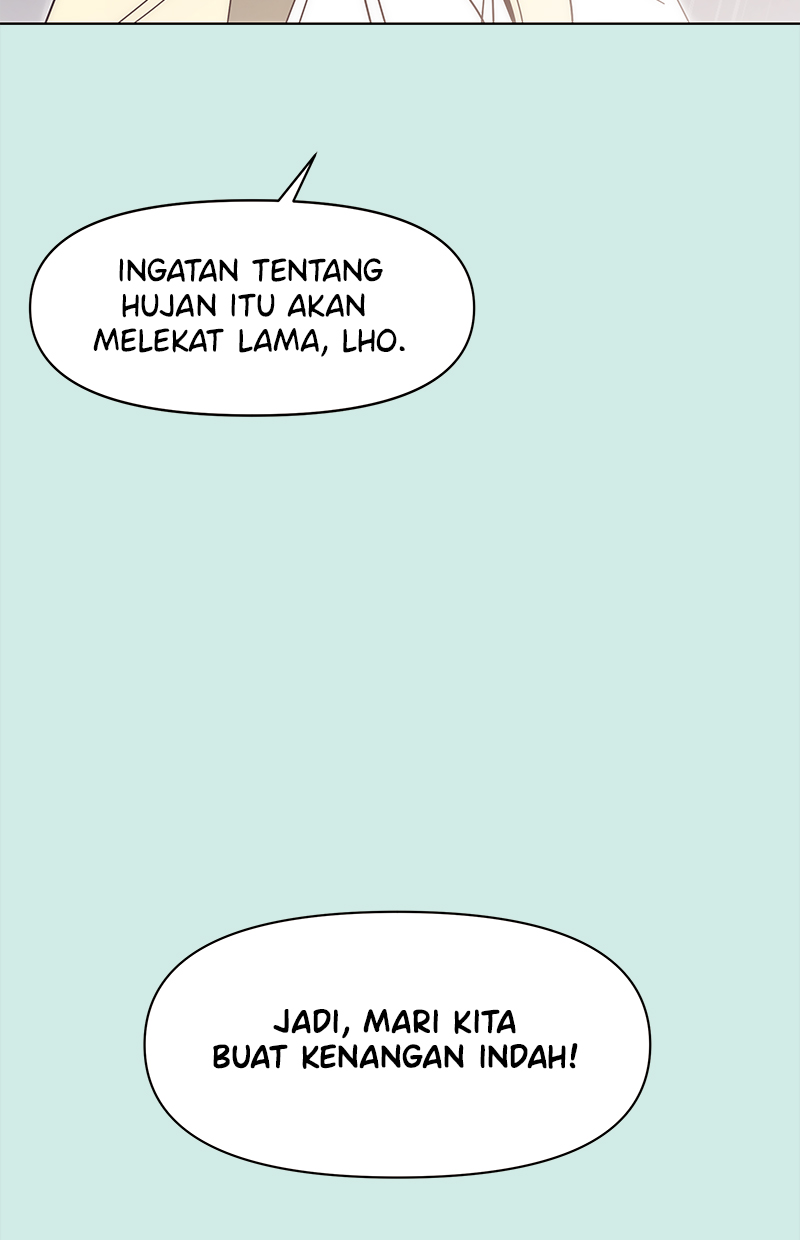 INGATAN TENTANG
HUJAN ITU AKAN
MELEKAT LAMA, LHO.
JADI, MARI KITA
BUAT KENANGAN INDAH!